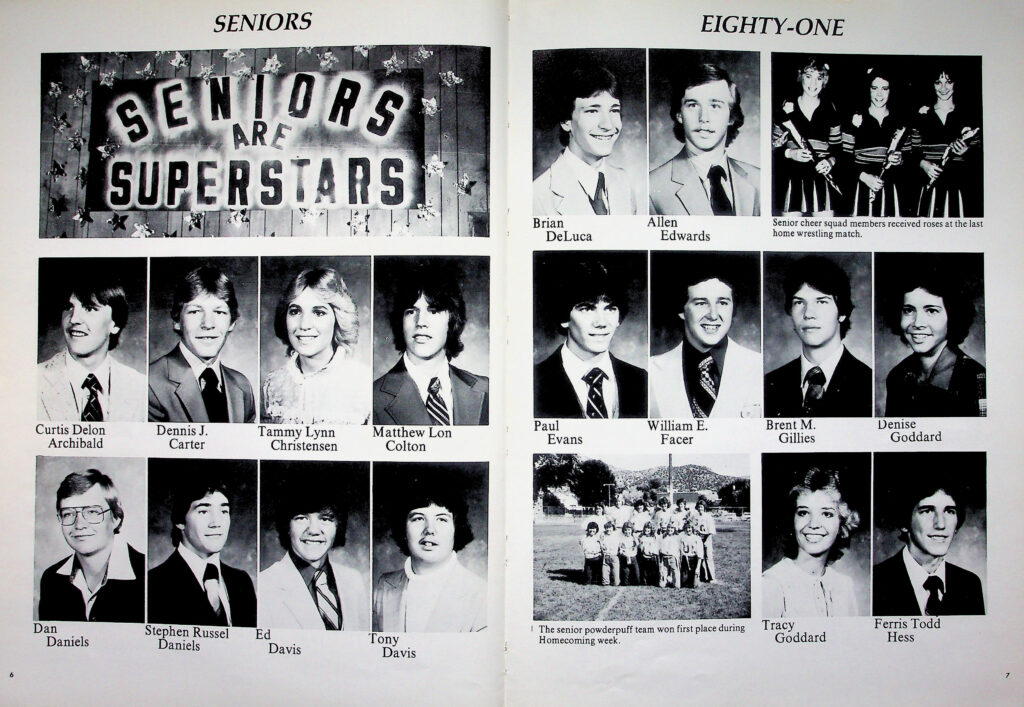 SENIORS
SENIORS
ARE
SUPERSTARS
Curtis Delon
Archibald
Dennis J.
Carter
Tammy Lynn
Christensen
Matthew Lon
Colton
Dan
Daniels
Stephen Russel
Daniels
Ed
Davis
Tony
Davis
6
EIGHTY-ONE
Brian
DeLuca
Allen
Edwards
Senior cheer squad members received roses at the last
home wrestling match.
Paul
Evans
William E.
Facer
Brent M.
Gillies
Denise
Goddard
The senior powderpuff team won first place during
Homecoming week.
Tracy
Goddard
Ferris Todd
Hess
7